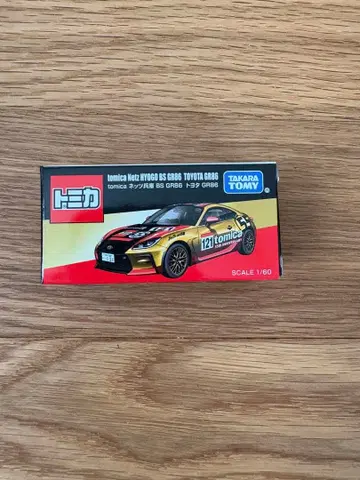 tomica Netz HYOGO BS GR86 TOYOTA GR86
tomica ネッツ兵庫 BS GR86 トヨタ GR86
トミカ
TAKARA
TOMY
121
tomica
SCALE 1/60